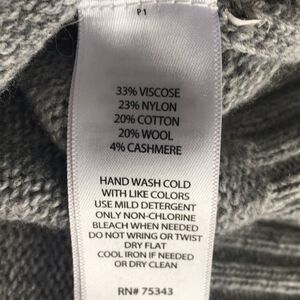 P1
33% VISCOSE
23% NYLON
20% COTTON
20% WOOL
4% CASHMERE
HAND WASH COLD
WITH LIKE COLORS
USE MILD DETERGENT
ONLY NON-CHLORINE
BLEACH WHEN NEEDED
DO NOT WRING OR TWIST
DRY FLAT
COOL IRON IF NEEDED
OR DRY CLEAN
RN# 75343